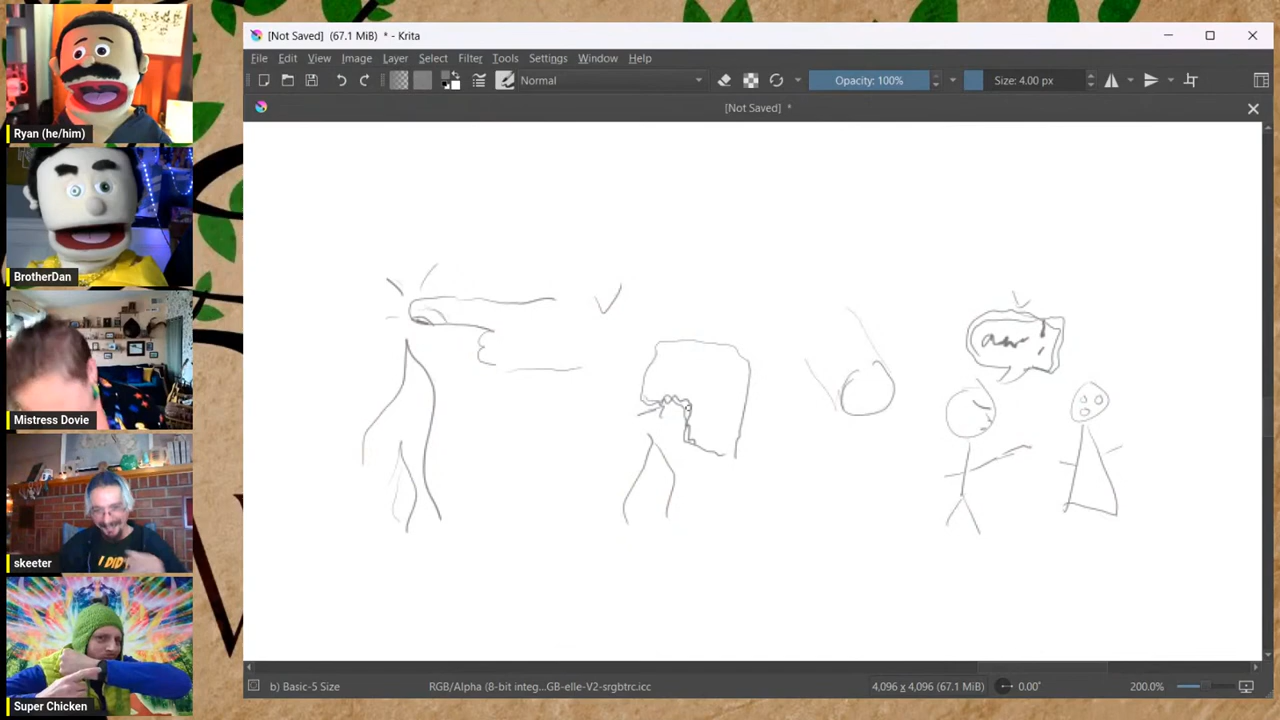 Ryan (he/him)
BrotherDan
Mistress Dovie
skeeter
I DID
Super Chicken
[Not Saved] (67.1 MiB) * - Krita
File Edit View Image Layer Filter Select Tools Settings Window Help
Normal
Opacity: 100%
Size: 4.00 px
[Not Saved] *
b) Basic-5 Size
RGB/Alpha (8-bit integ...GB-elle-V2-srgbtrc.icc
4,096 x 4,096 (67.1 MiB)
0.00°
200.0%